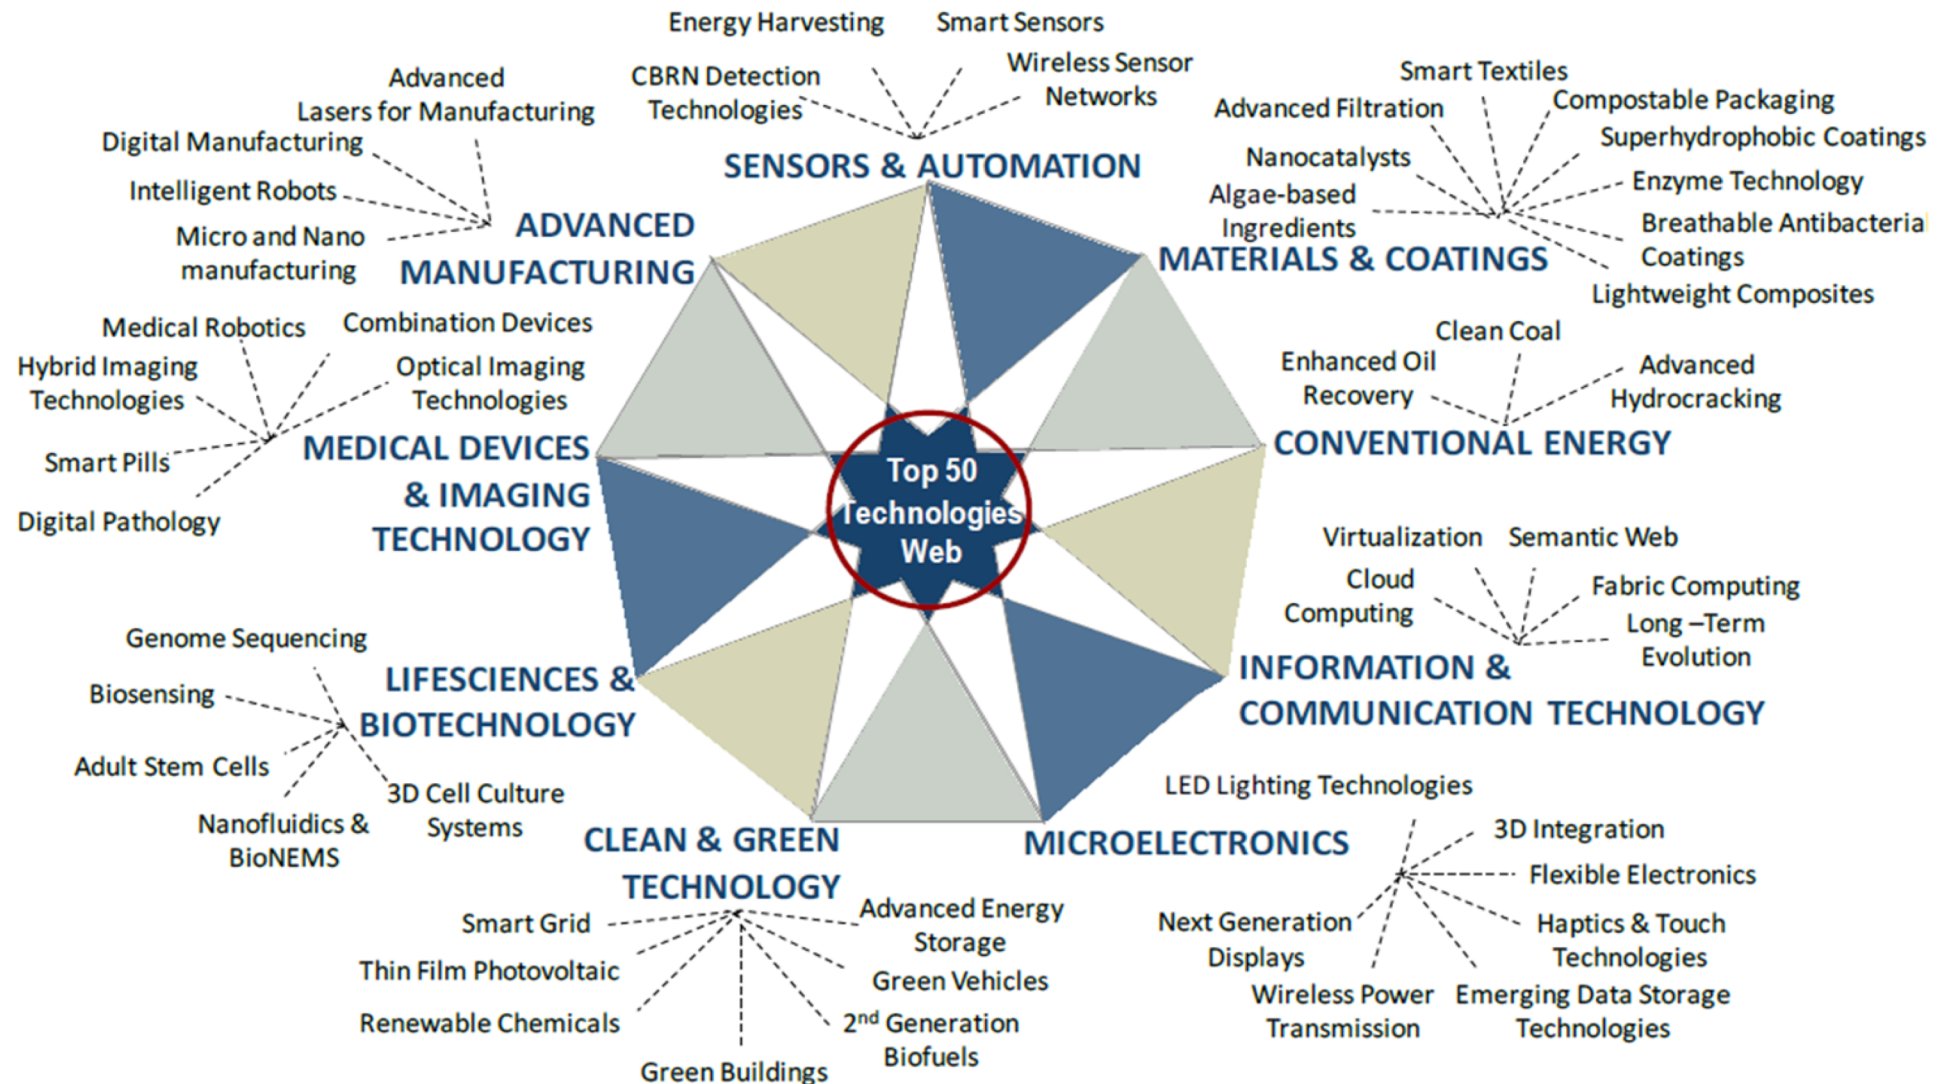 Energy Harvesting
Smart Sensors
CBRN Detection
Technologies
Wireless Sensor
Networks
SENSORS & AUTOMATION
Advanced
Lasers for Manufacturing
Digital Manufacturing
Intelligent Robots
Micro and Nano
manufacturing
ADVANCED
MANUFACTURING
Smart Textiles
Advanced Filtration
Compostable Packaging
Superhydrophobic Coatings
Nanocatalysts
Enzyme Technology
Algae-based
Ingredients
Breathable Antibacterial
Coatings
Lightweight Composites
MATERIALS & COATINGS
Medical Robotics
Combination Devices
Hybrid Imaging
Technologies
Optical Imaging
Technologies
Smart Pills
Digital Pathology
MEDICAL DEVICES
& IMAGING
TECHNOLOGY
Clean Coal
Enhanced Oil
Recovery
Advanced
Hydrocracking
CONVENTIONAL ENERGY
Top 50
Technologies
Web
Virtualization
Semantic Web
Cloud
Computing
Fabric Computing
Long –Term
Evolution
INFORMATION &
COMMUNICATION TECHNOLOGY
Genome Sequencing
Biosensing
Adult Stem Cells
Nanofluidics &
BioNEMS
3D Cell Culture
Systems
LIFESCIENCES &
BIOTECHNOLOGY
CLEAN & GREEN
TECHNOLOGY
Smart Grid
Thin Film Photovoltaic
Renewable Chemicals
Green Buildings
Advanced Energy
Storage
Green Vehicles
2nd Generation
Biofuels
MICROELECTRONICS
LED Lighting Technologies
3D Integration
Flexible Electronics
Next Generation
Displays
Haptics & Touch
Technologies
Wireless Power
Transmission
Emerging Data Storage
Technologies